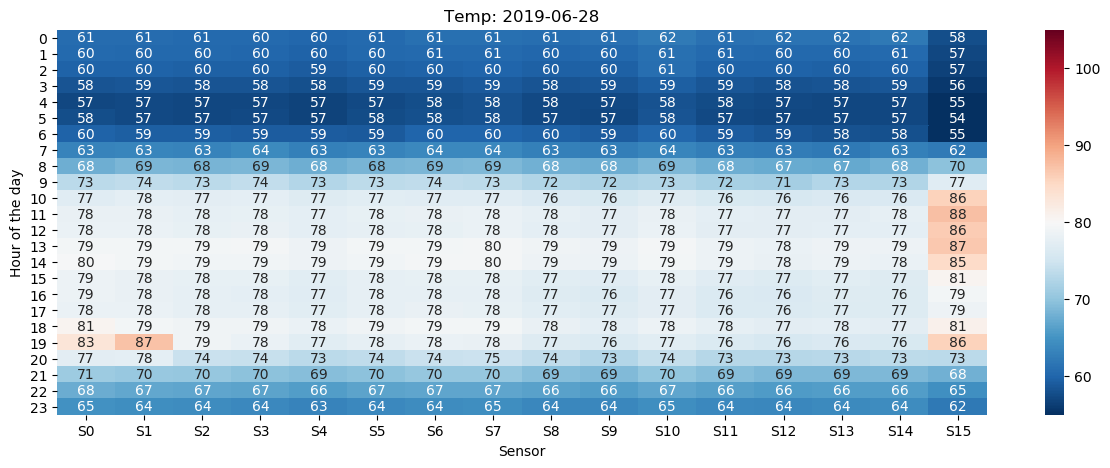 Temp: 2019-06-28
0 61 61 61 60 60 61 61 61 61 61 62 61 62 62 62 58
1 60 60 60 60 60 60 61 61 60 60 61 61 60 60 61 57
2 60 60 60 60 59 60 60 60 60 60 61 60 60 60 60 57
3 58 59 58 58 58 59 59 59 58 59 59 59 58 58 59 56
4 57 57 57 57 57 57 58 58 57 57 58 58 57 57 57 55
5 58 57 57 57 57 58 58 58 57 57 58 57 57 57 57 54
6 60 59 59 59 59 59 60 60 60 59 60 59 59 58 58 55
7 63 63 63 64 63 63 64 64 63 63 64 63 63 62 63 62
8 68 69 68 69 68 68 69 69 68 68 69 68 67 67 68 70
9 73 74 73 74 73 73 74 73 72 72 73 72 71 73 73 77
10 77 78 77 77 77 77 77 77 76 76 77 76 76 76 76 86
11 78 78 78 78 77 78 78 78 78 77 78 77 77 77 78 88
12 78 78 78 78 77 78 78 78 78 77 78 77 77 77 77 86
13 79 79 79 79 79 79 79 80 79 79 79 79 78 79 79 87
14 80 79 79 79 79 79 79 80 79 79 79 79 78 79 78 85
15 79 78 78 78 77 78 78 78 78 77 78 77 77 77 77 81
16 79 78 78 78 77 78 78 78 77 76 77 76 76 77 76 79
17 78 78 78 78 77 78 78 78 77 77 77 76 76 77 77 79
18 81 79 79 79 78 79 79 79 78 78 78 78 77 78 77 81
19 83 87 79 78 77 78 78 78 77 76 77 76 76 76 76 86
20 77 78 74 74 73 74 74 75 74 73 74 73 73 73 73 73
21 71 70 70 70 69 70 70 70 69 69 70 69 69 69 69 68
22 68 67 67 67 66 67 67 67 66 66 67 66 66 66 66 65
23 65 64 64 64 63 64 64 65 64 64 65 64 64 64 64 62
S0 S1 S2 S3 S4 S5 S6 S7 S8 S9 S10 S11 S12 S13 S14 S15
Sensor
Hour of the day
100
90
80
70
60